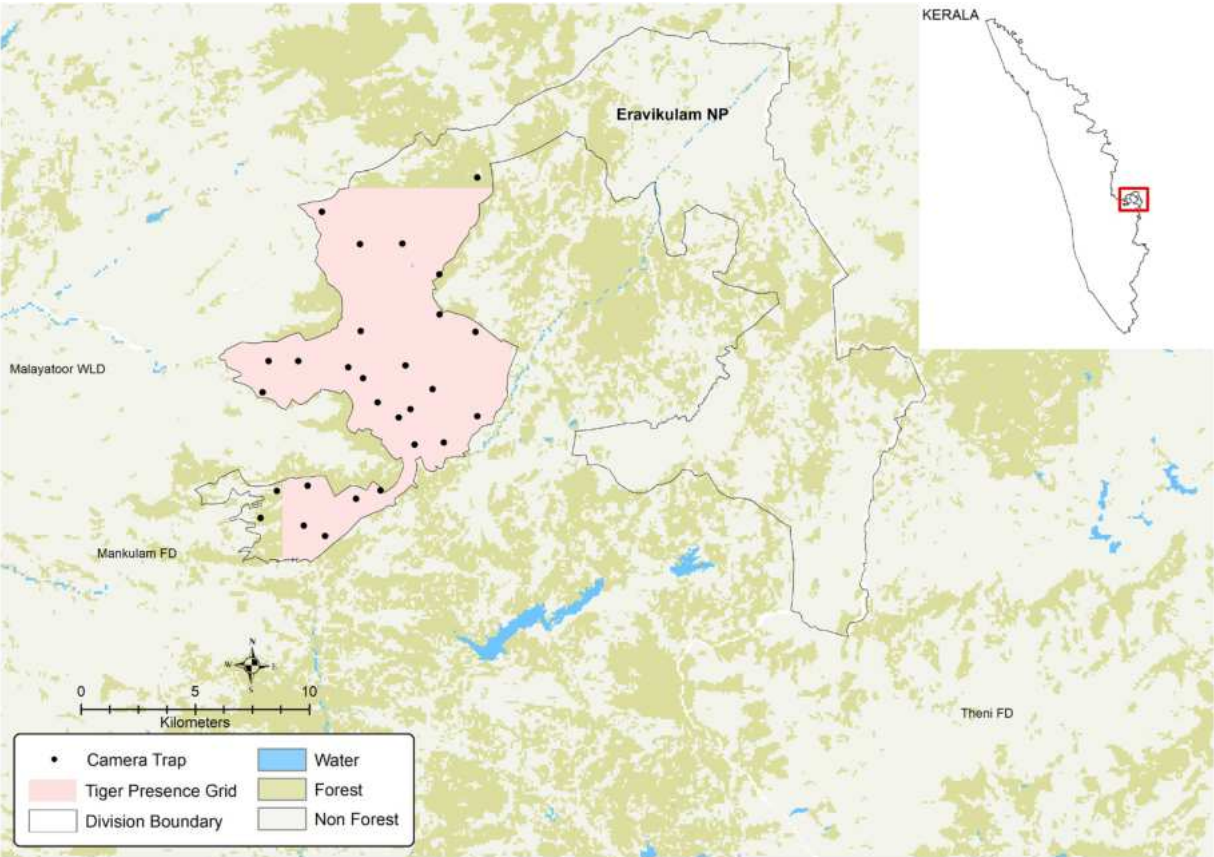 KERALA
Eravikulam NP
Malayatoor WLD
Mankulam FD
Theni FD
N
W E
S
0 5 10
Kilometers
Camera Trap
Tiger Presence Grid
Division Boundary
Water
Forest
Non Forest